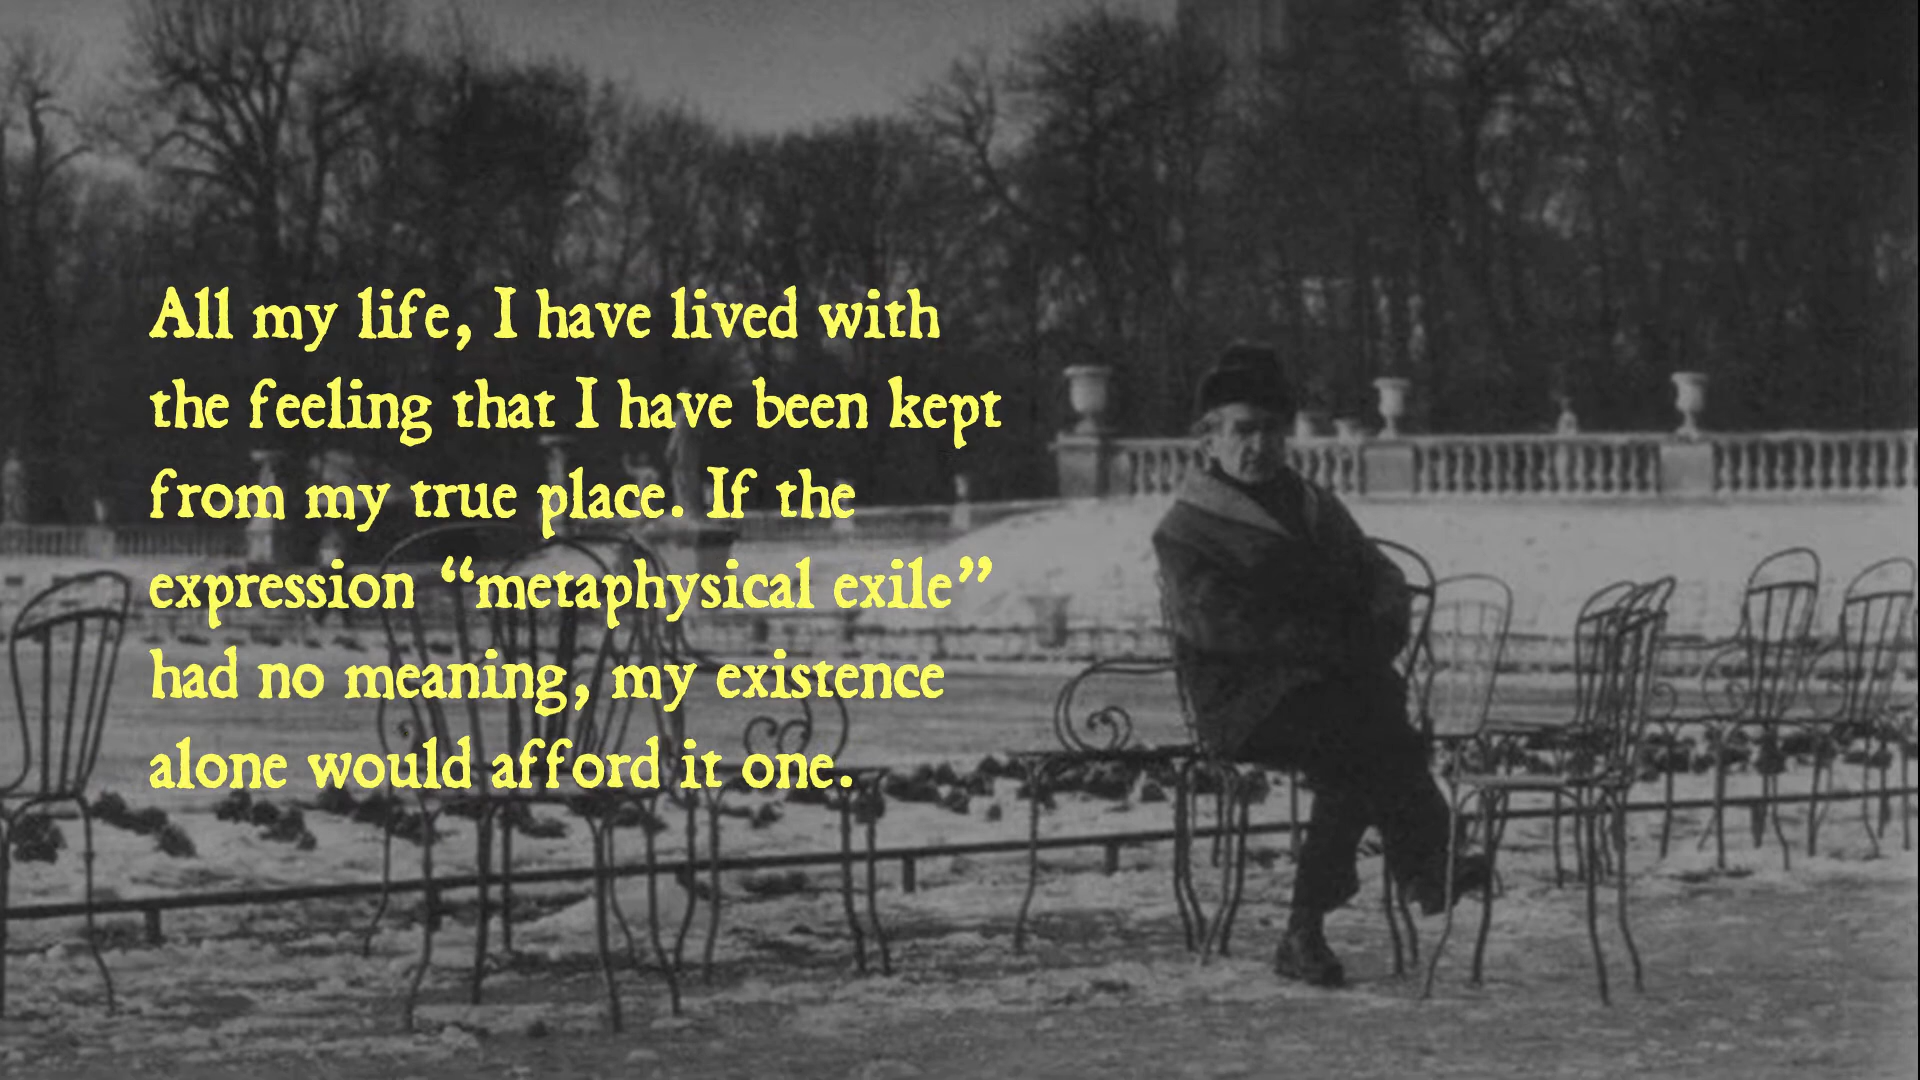 All my life, I have lived with
the feeling that I have been kept
from my true place. If the
expression “metaphysical exile”
had no meaning, my existence
alone would afford it one.